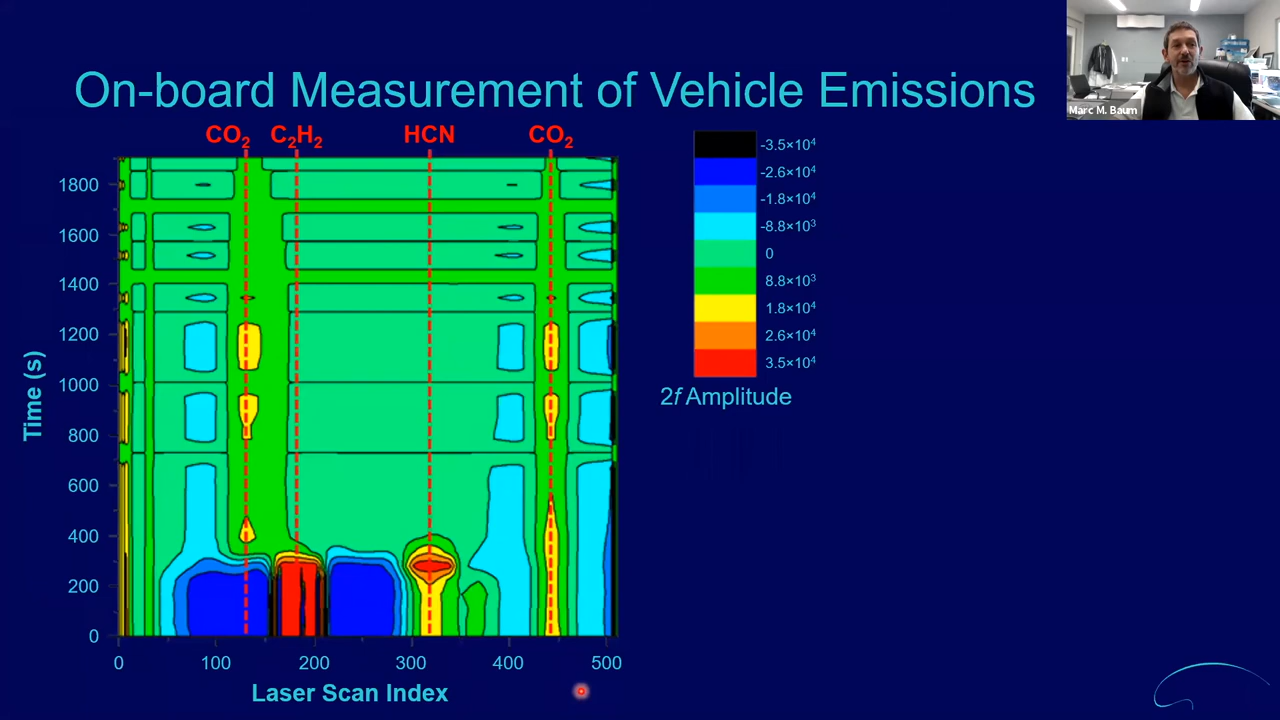 On-board Measurement of Vehicle Emissions
Marc M. Baum
CO₂ C₂H₂ HCN CO₂
1800
1600
1400
1200
1000
800
600
400
200
0
Time (s)
0 100 200 300 400 500
Laser Scan Index
-3.5×10⁴
-2.6×10⁴
-1.8×10⁴
-8.8×10³
0
8.8×10³
1.8×10⁴
2.6×10⁴
3.5×10⁴
2f Amplitude